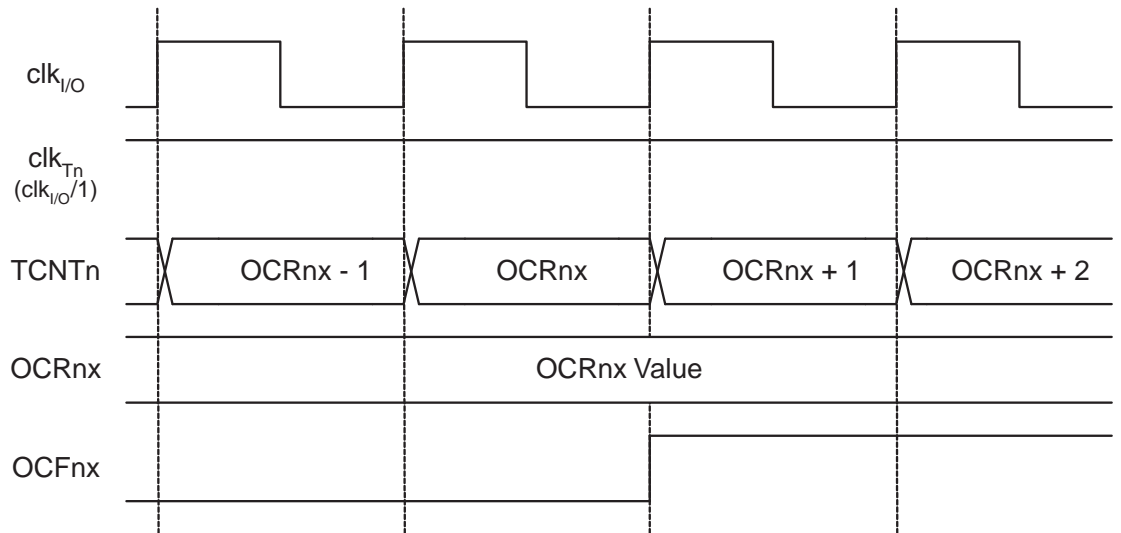 clkI/O
clkTn
(clkI/O/1)
TCNTn
OCRnx - 1
OCRnx
OCRnx + 1
OCRnx + 2
OCRnx
OCRnx Value
OCFnx